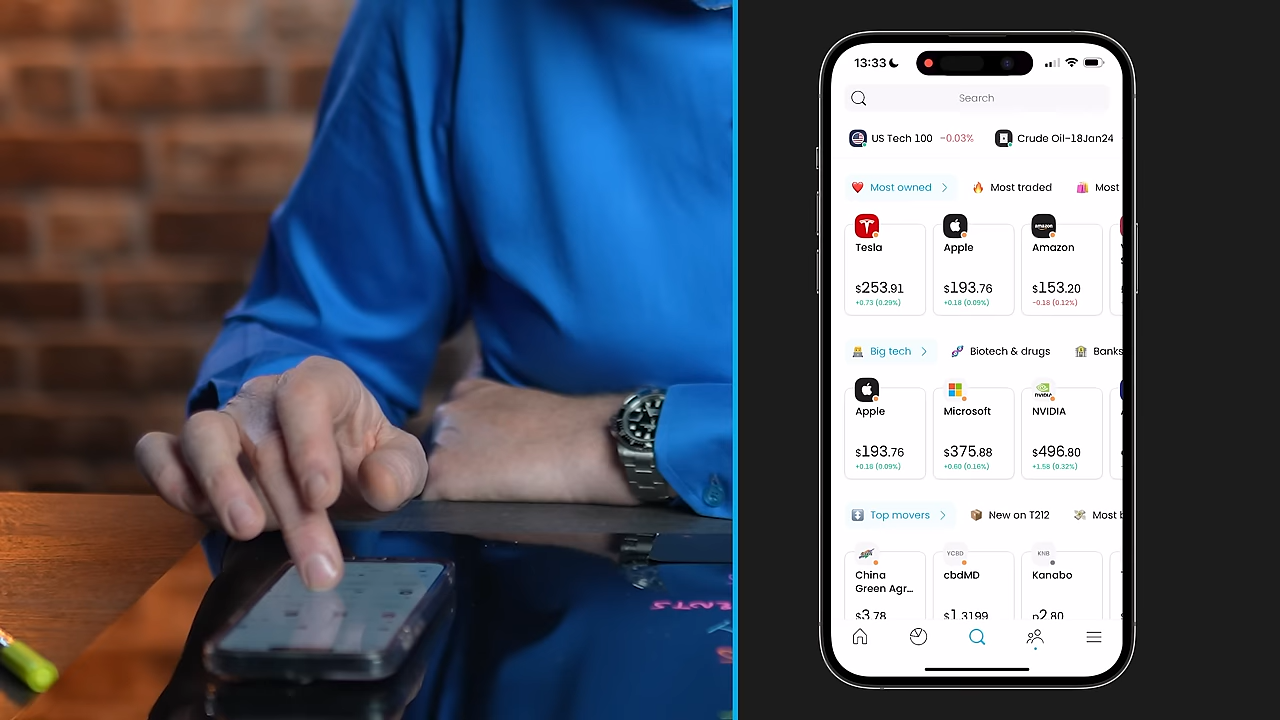 13:33
Search
US Tech 100 -0.03% Crude Oil-18Jan24
Most owned Most traded Most
Tesla Apple Amazon
$253.91 $193.76 $153.20
+0.73 (0.29%) +0.18 (0.09%) -0.18 (0.12%)
Big tech Biotech & drugs Banks
Apple Microsoft NVIDIA
$193.76 $375.88 $496.80
+0.18 (0.09%) +0.60 (0.16%) +1.58 (0.32%)
Top movers New on T212 Most
YCBD KNB
China cbdMD Kanabo
Green Agr...
$3.78 $1.3199 p2.80